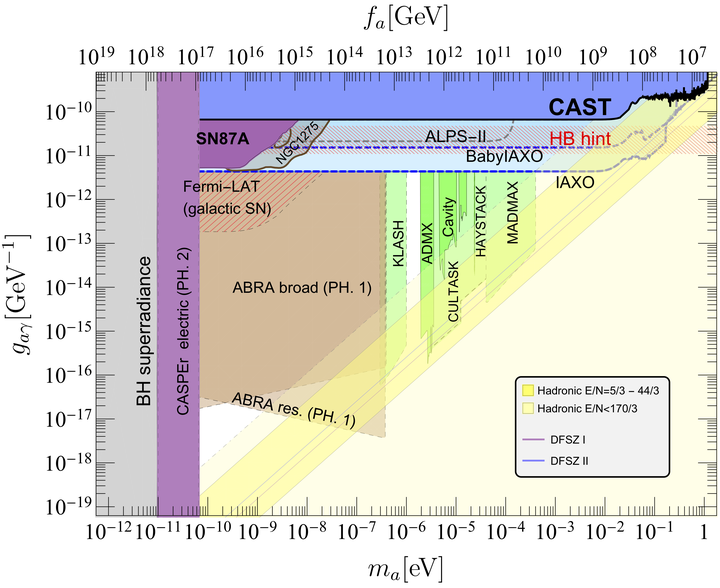 f_a[GeV]
10^19 10^18 10^17 10^16 10^15 10^14 10^13 10^12 10^11 10^10 10^9 10^8 10^7
10^−10
10^−11
10^−12
10^−13
10^−14
10^−15
10^−16
10^−17
10^−18
10^−19
g_aγ[GeV^−1]
BH superradiance
CASPEr electric (PH. 2)
CAST
SN87A
NGC1275
ALPS−II
HB hint
BabyIAXO
IAXO
Fermi−LAT
(galactic SN)
ABRA broad (PH. 1)
ABRA res. (PH. 1)
KLASH
ADMX
Cavity
CULTASK
HAYSTACK
MADMAX
Hadronic E/N=5/3 − 44/3
Hadronic E/N<170/3
DFSZ I
DFSZ II
10^−12 10^−11 10^−10 10^−9 10^−8 10^−7 10^−6 10^−5 10^−4 10^−3 10^−2 10^−1 1
m_a[eV]